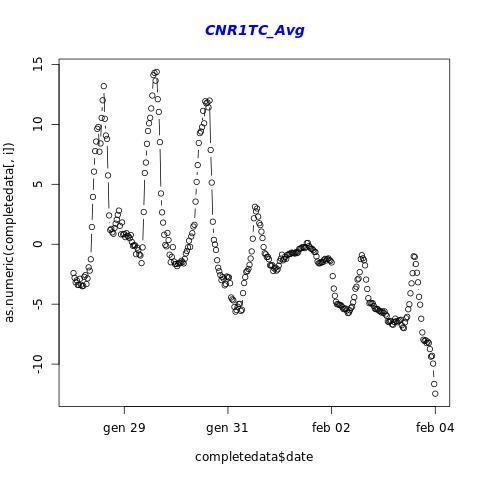 CNR1TC_Avg
as.numeric(completedata[, i])
15
10
5
0
-5
-10
gen 29
gen 31
feb 02
feb 04
completedata$date